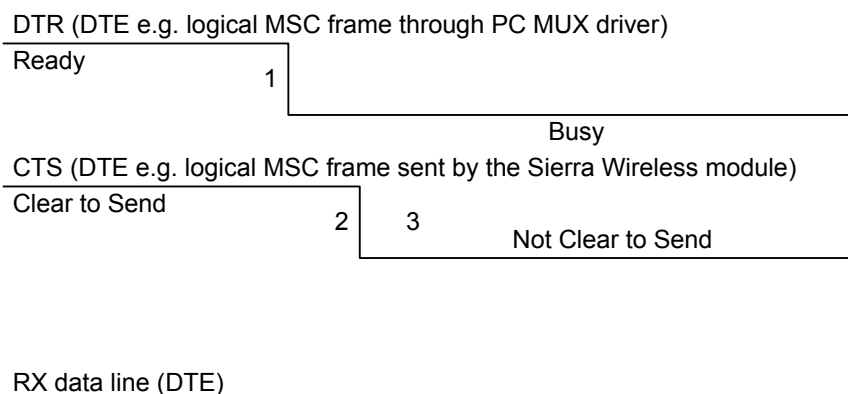 DTR (DTE e.g. logical MSC frame through PC MUX driver)
Ready
1
Busy
CTS (DTE e.g. logical MSC frame sent by the Sierra Wireless module)
Clear to Send
2 3
Not Clear to Send
RX data line (DTE)